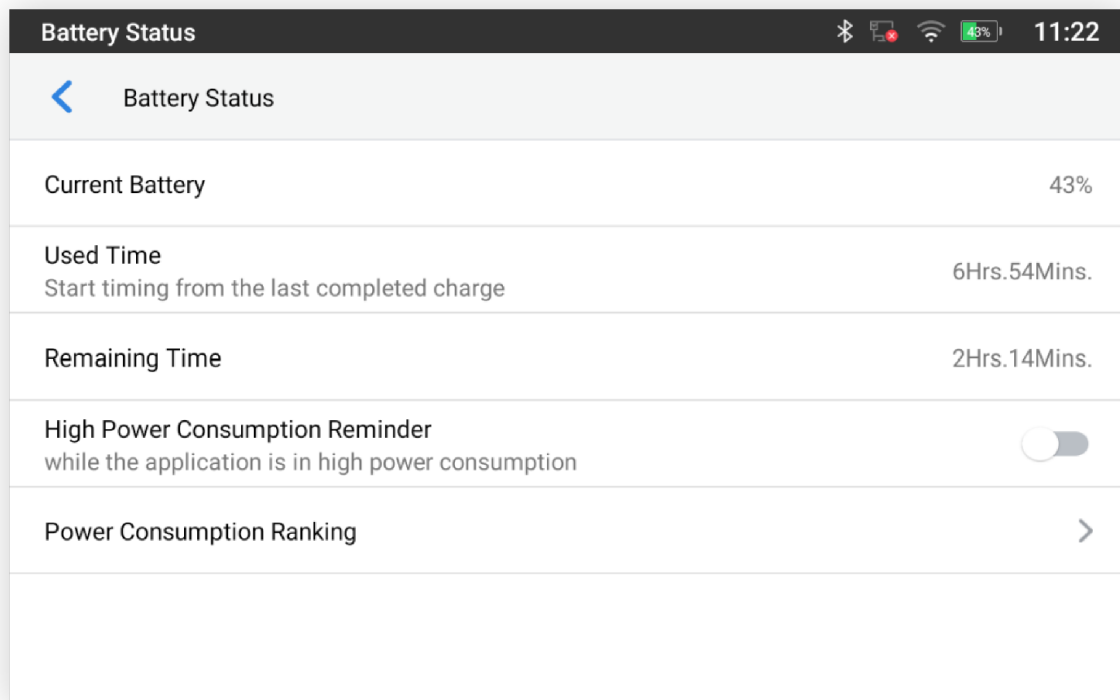 Battery Status
43%
11:22
Battery Status
Current Battery
43%
Used Time
Start timing from the last completed charge
6Hrs.54Mins.
Remaining Time
2Hrs.14Mins.
High Power Consumption Reminder
while the application is in high power consumption
Power Consumption Ranking